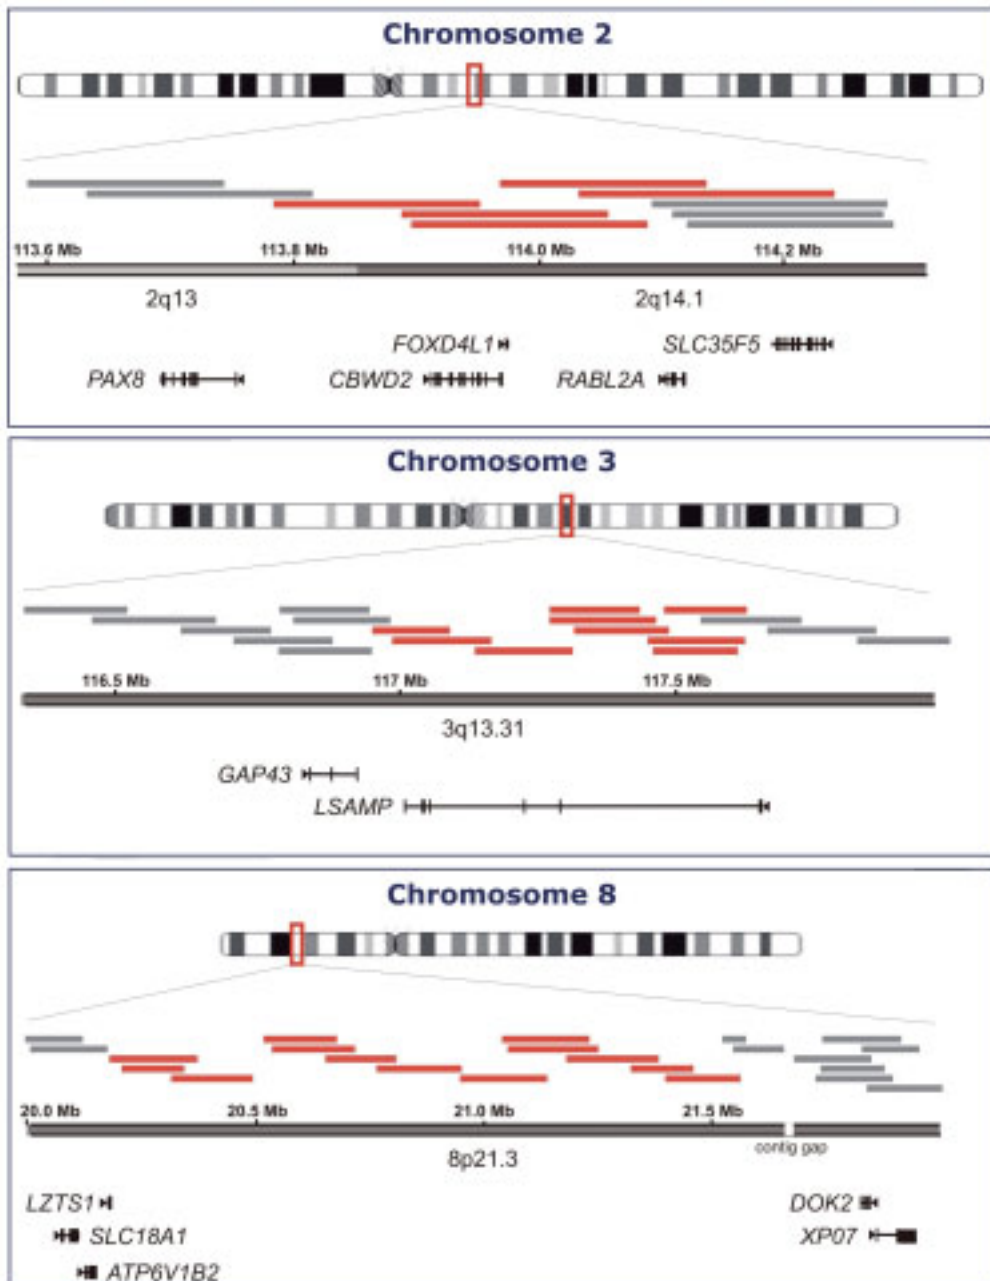 Chromosome 2
113.6 Mb 113.8 Mb 114.0 Mb 114.2 Mb
2q13 2q14.1
FOXD4L1 SLC35F5
PAX8 CBWD2 RABL2A
Chromosome 3
116.5 Mb 117 Mb 117.5 Mb
3q13.31
GAP43
LSAMP
Chromosome 8
20.0 Mb 20.5 Mb 21.0 Mb 21.5 Mb
contig gap
8p21.3
LZTS1 DOK2
SLC18A1 XP07
ATP6V1B2